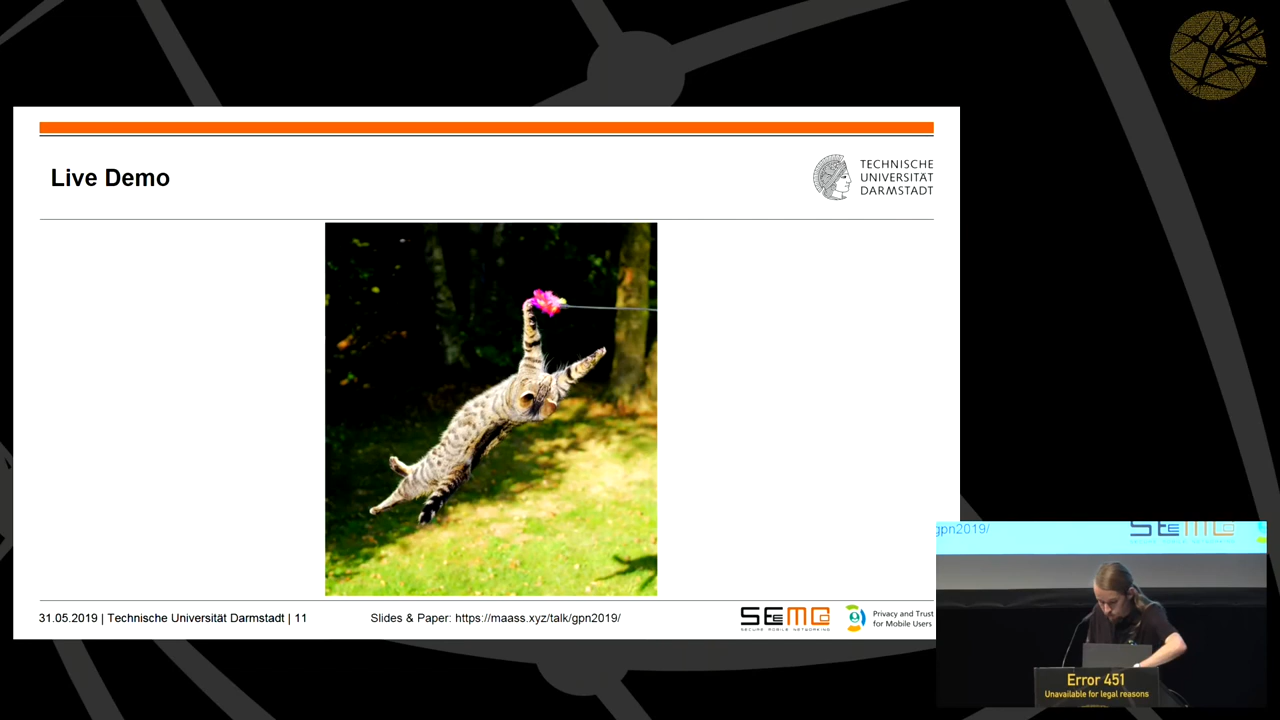 Live Demo
TECHNISCHE
UNIVERSITÄT
DARMSTADT
31.05.2019 | Technische Universität Darmstadt | 11
Slides & Paper: https://maass.xyz/talk/gpn2019/
SEEMOO
SECURE MOBILE NETWORKING
Privacy and Trust
for Mobile Users
gpn2019/
Error 451
Unavailable for legal reasons